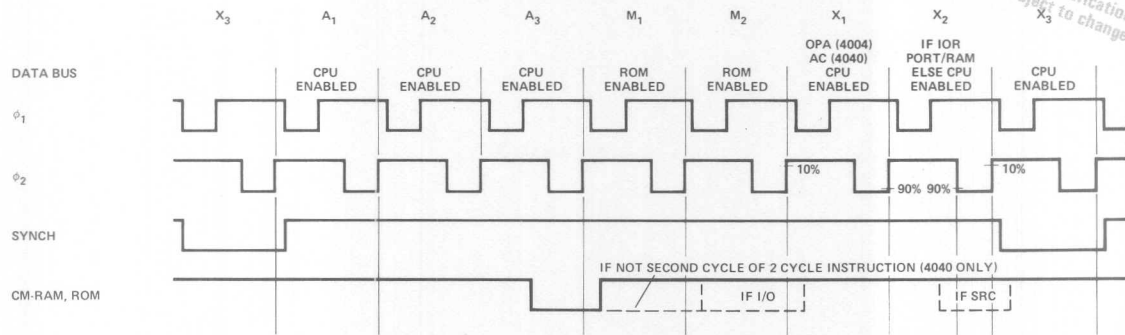 X3 A1 A2 A3 M1 M2 X1 X2 X3
ject to change
OPA (4004)
AC (4040)
CPU
ENABLED
IF IOR
PORT/RAM
ELSE CPU
ENABLED
DATA BUS
CPU
ENABLED
CPU
ENABLED
CPU
ENABLED
ROM
ENABLED
ROM
ENABLED
CPU
ENABLED
ϕ1
ϕ2
10%
90% 90%
10%
SYNCH
IF NOT SECOND CYCLE OF 2 CYCLE INSTRUCTION (4040 ONLY)
CM-RAM, ROM
IF I/O
IF SRC